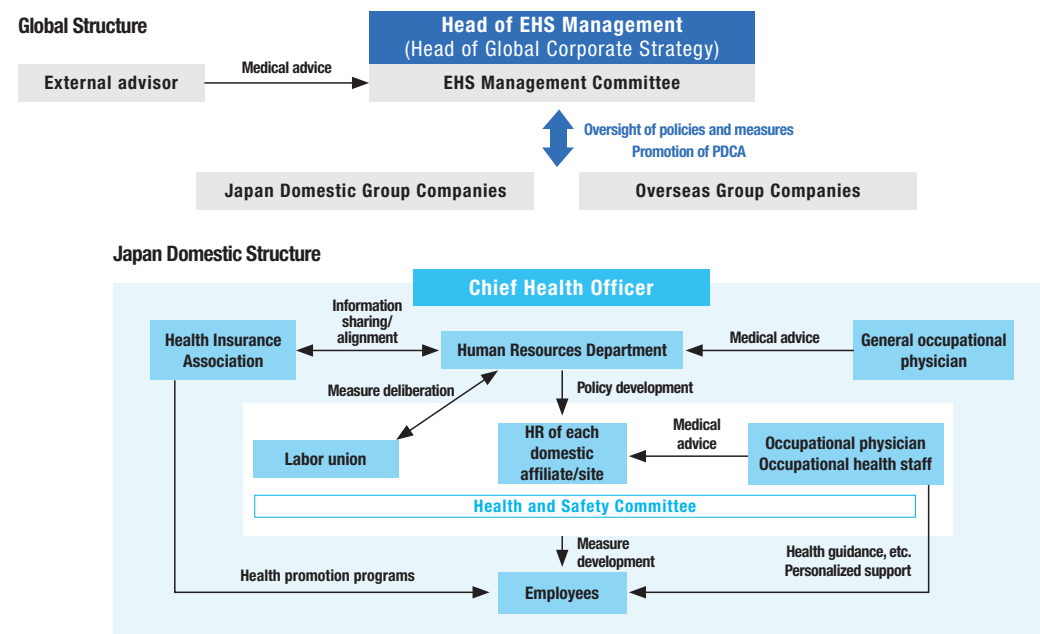 Global Structure
Head of EHS Management
(Head of Global Corporate Strategy)
External advisor
Medical advice
EHS Management Committee
Oversight of policies and measures
Promotion of PDCA
Japan Domestic Group Companies
Overseas Group Companies
Japan Domestic Structure
Chief Health Officer
Health Insurance
Association
Information
sharing/
alignment
Human Resources Department
Medical advice
General occupational
physician
Measure deliberation
Policy development
Labor union
HR of each
domestic
affiliate/site
Medical
advice
Occupational physician
Occupational health staff
Health and Safety Committee
Measure
development
Health guidance, etc.
Personalized support
Health promotion programs
Employees